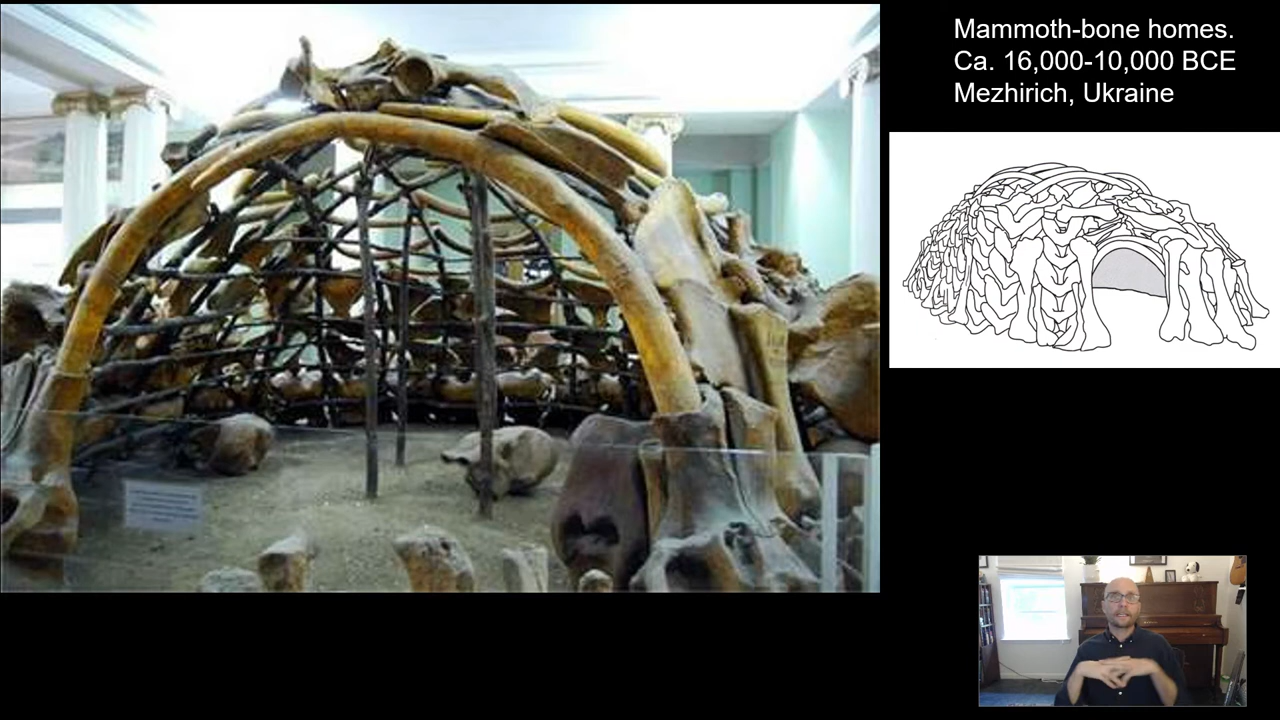 Mammoth-bone homes.
Ca. 16,000-10,000 BCE
Mezhirich, Ukraine